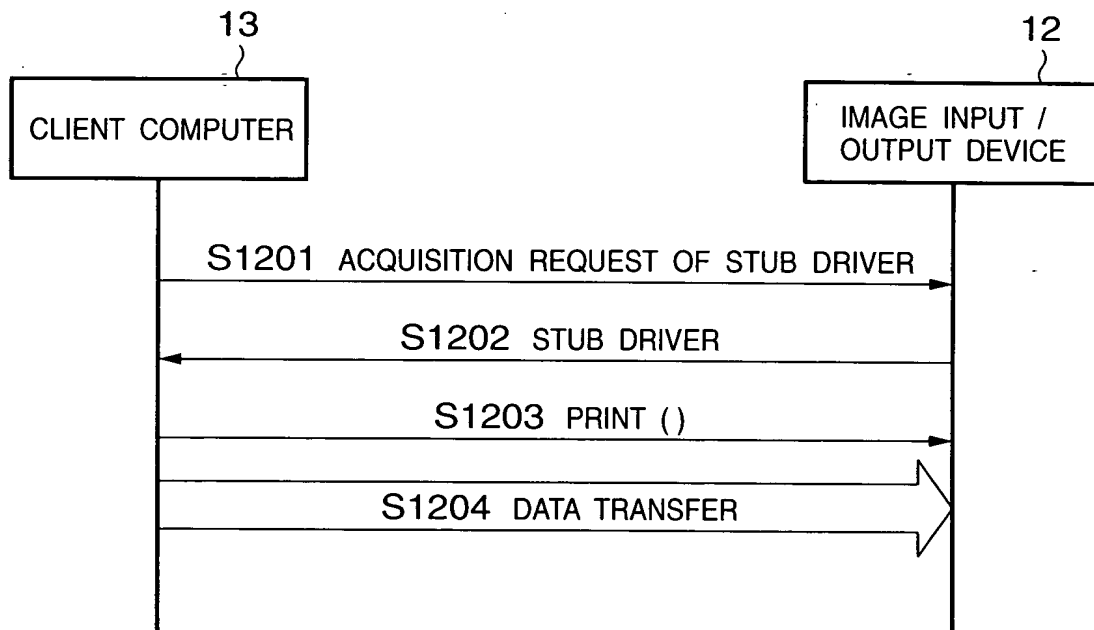 13
12
CLIENT COMPUTER
IMAGE INPUT /
OUTPUT DEVICE
S1201 ACQUISITION REQUEST OF STUB DRIVER
S1202 STUB DRIVER
S1203 PRINT ( )
S1204 DATA TRANSFER